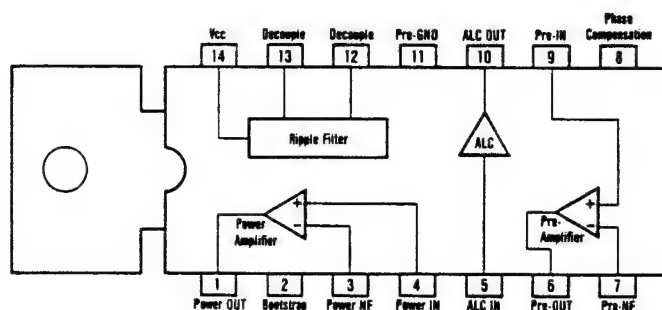 Vcc Decouple Decouple Pre-GND ALC OUT Pre-IN Phase Compensation
14 13 12 11 10 9 8
Ripple Filter
ALC
Power Amplifier
+
−
Pre-Amplifier
+
−
1 2 3 4 5 6 7
Power OUT Bootstrap Power NF Power IN ALC IN Pre-OUT Pre-NF